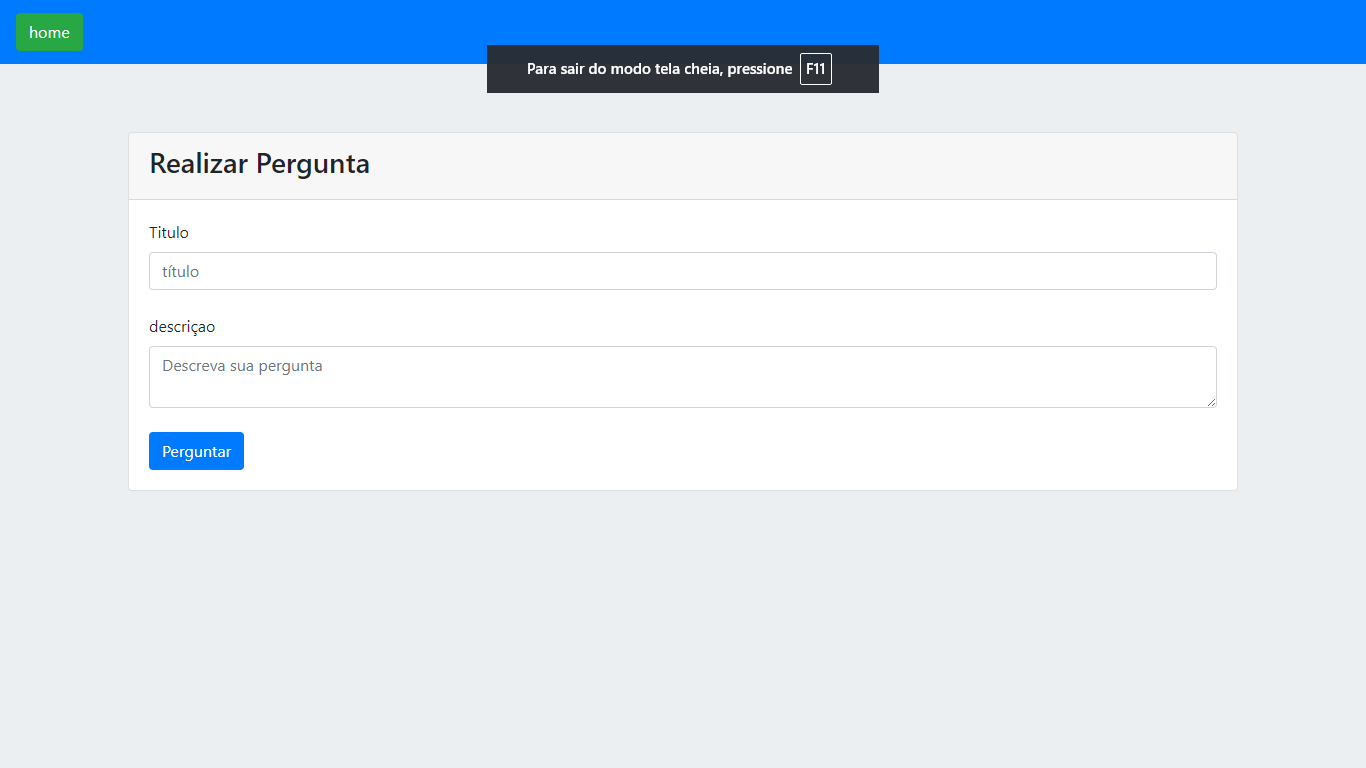 home
Para sair do modo tela cheia, pressione F11
Realizar Pergunta
Titulo
título
descriçao
Descreva sua pergunta
Perguntar